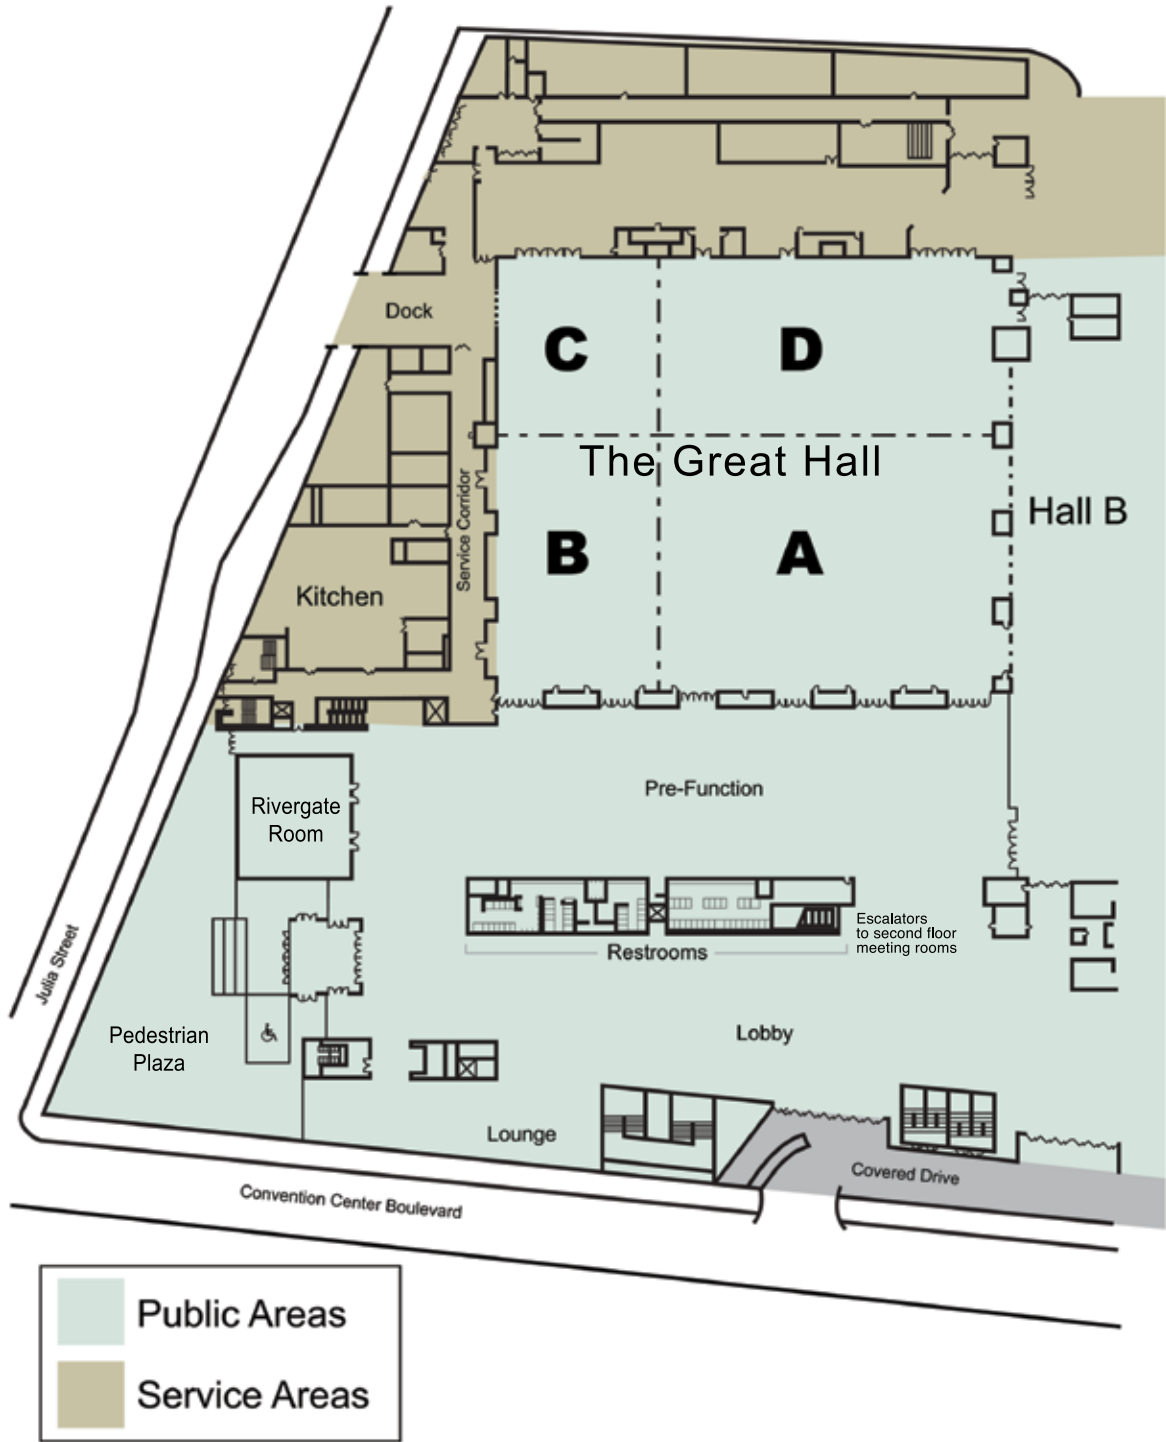 Dock
C
D
The Great Hall
Hall B
Service Corridor
B
A
Kitchen
Pre-Function
Rivergate
Room
Escalators
to second floor
meeting rooms
Restrooms
Julia Street
Pedestrian
Plaza
Lobby
Lounge
Covered Drive
Convention Center Boulevard
Public Areas
Service Areas